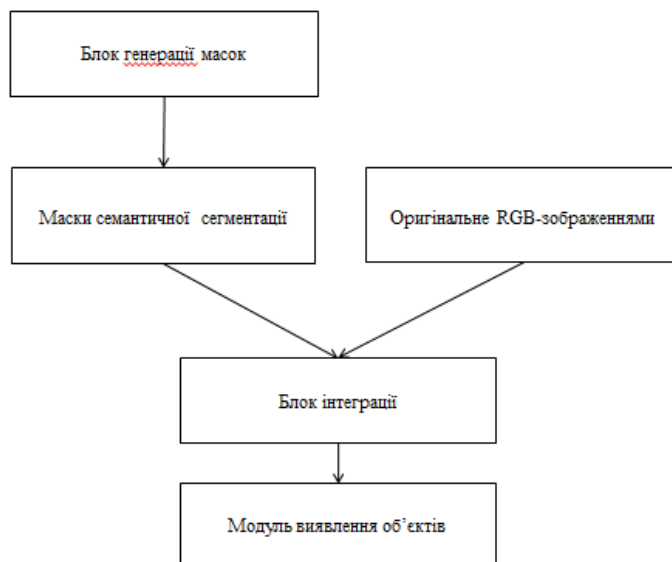 Блок генерації масок
Маски семантичної сегментації
Оригінальне RGB-зображеннями
Блок інтеграції
Модуль виявлення об’єктів